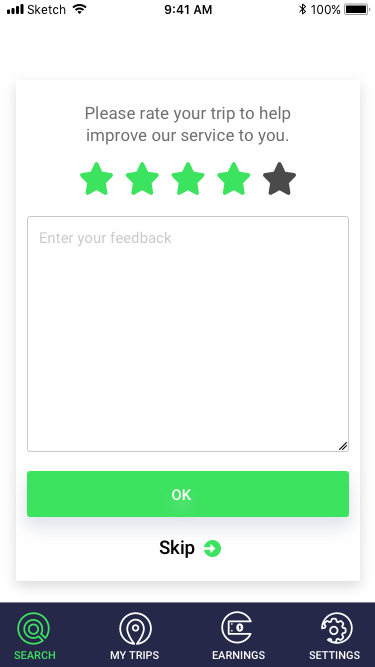 Sketch 9:41 AM 100%
Please rate your trip to help
improve our service to you.
Enter your feedback
OK
Skip
SEARCH MY TRIPS EARNINGS SETTINGS